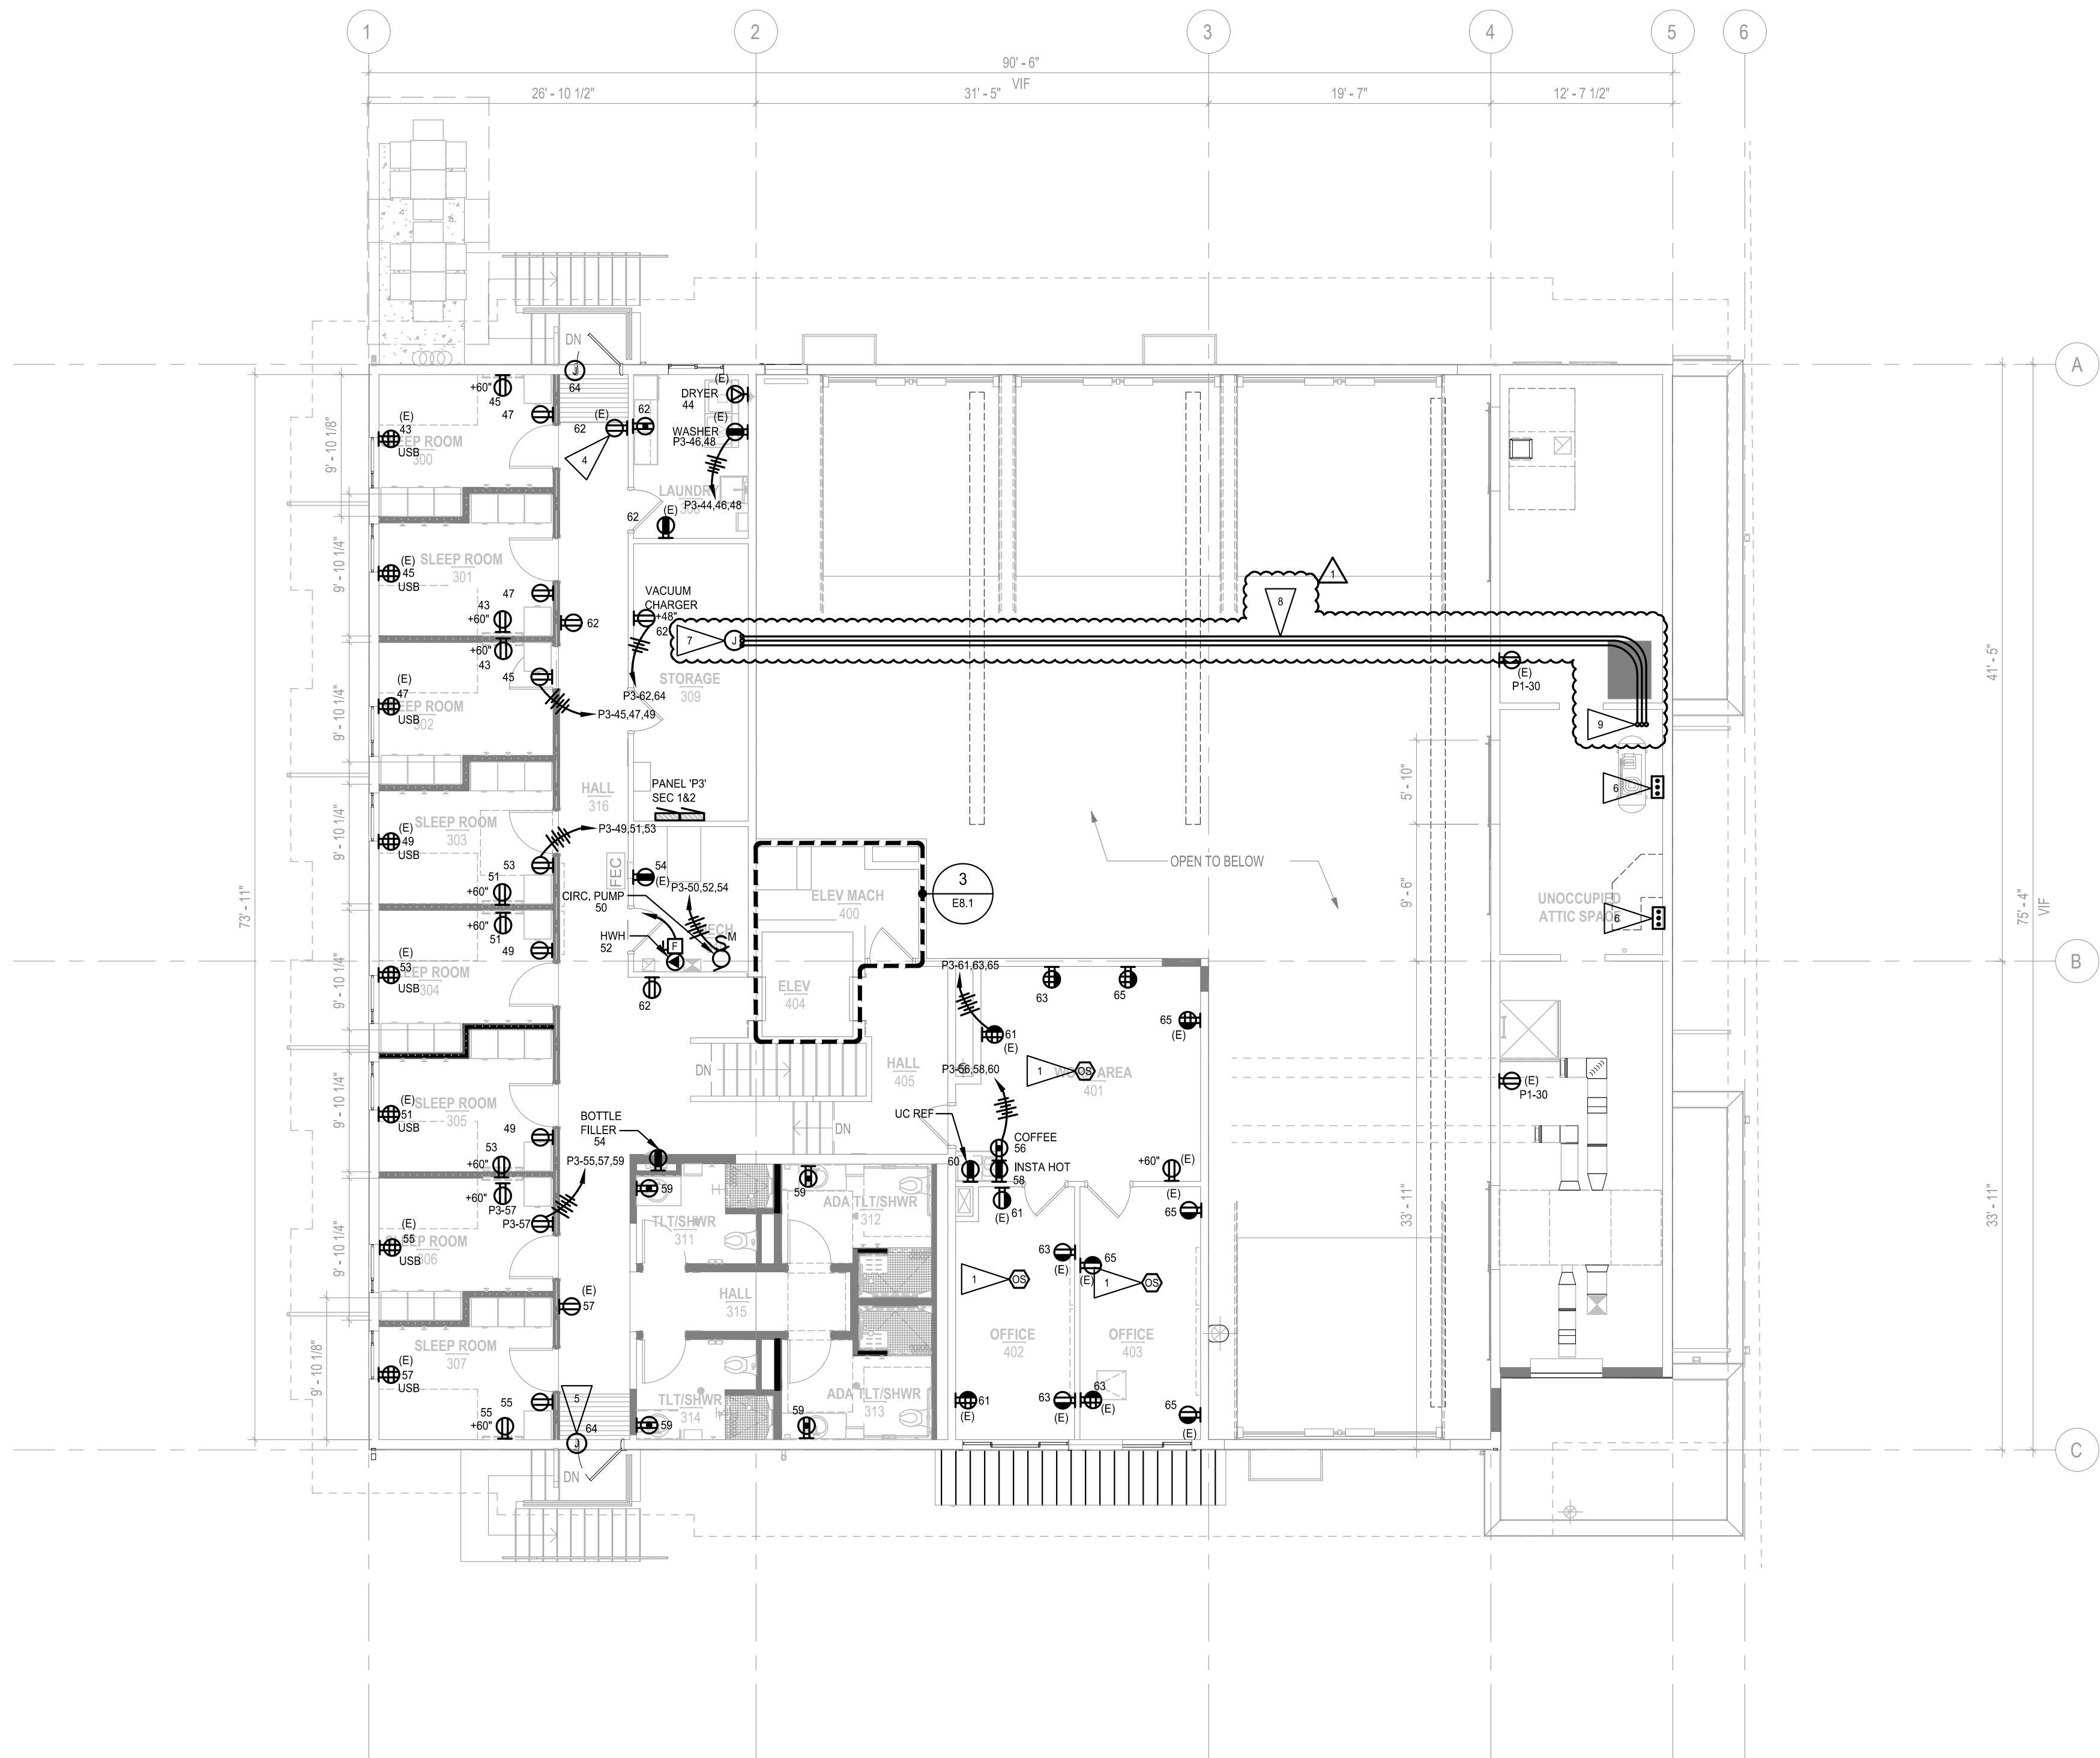 1
2
3
4
5
6
90' - 6"
VIF
26' - 10 1/2"
31' - 5"
19' - 7"
12' - 7 1/2"
DN
A
+60"
45
64
(E)
DRYER
44
47
(E)
62
62
(E)
WASHER
P3-46,48
(E)
43
USB
EEP ROOM
300
4
9' - 10 1/8"
LAUNDRY
P3-44,46,48
62
(E)
SLEEP ROOM
301
(E)
45
USB
9' - 10 1/4"
47
43
+60"
62
VACUUM
CHARGER
+48"
62
1
8
7
J
+60"
43
45
(E)
P1-30
41' - 5"
STORAGE
309
(E)
47
USB
EEP ROOM
302
9' - 10 1/4"
P3-62,64
P3-45,47,49
9
5' - 10"
HALL
316
PANEL 'P3'
SEC 1&2
6
SLEEP ROOM
303
(E)
49
USB
9' - 10 1/4"
P3-49,51,53
53
51
+60"
FEC
54
(E)
P3-50,52,54
CIRC. PUMP
50
ELEV MACH
400
3
E8.1
OPEN TO BELOW
9' - 6"
UNOCCUPIED
ATTIC SPACE
6
73' - 11"
75' - 4"
VIF
+60"
51
49
HWH
52
F
S
M
B
(E)
53
USB
EEP ROOM
304
9' - 10 1/4"
62
ELEV
404
P3-61,63,65
63
65
65
(E)
61
(E)
DN
HALL
405
P3-56,58,60
1
OS
WORK AREA
401
(E)
P1-30
SLEEP ROOM
305
(E)
51
USB
9' - 10 1/4"
49
53
+60"
BOTTLE
FILLER
54
DN
UC REF
COFFEE
56
INSTA HOT
58
60
+60"
(E)
P3-55,57,59
+60"
P3-57
P3-57
59
59
TLT/SHWR
311
ADA TLT/SHWR
312
(E)
61
(E)
65
33' - 11"
33' - 11"
(E)
55
USB
EEP ROOM
306
9' - 10 1/4"
63
(E)
65
(E)
1
OS
1
OS
(E)
57
HALL
315
OFFICE
402
OFFICE
403
SLEEP ROOM
307
(E)
57
USB
9' - 10 1/8"
55
55
+60"
5
64
J
TLT/SHWR
314
59
59
ADA TLT/SHWR
313
61
(E)
63
(E)
63
(E)
65
(E)
C
DN